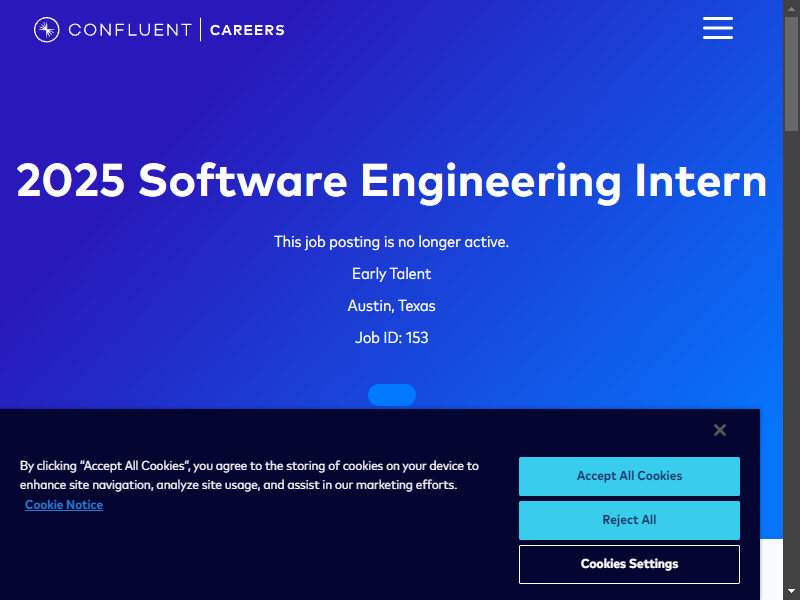 CONFLUENT | CAREERS
2025 Software Engineering Intern
This job posting is no longer active.
Early Talent
Austin, Texas
Job ID: 153
By clicking “Accept All Cookies”, you agree to the storing of cookies on your device to
enhance site navigation, analyze site usage, and assist in our marketing efforts.
Cookie Notice
Accept All Cookies
Reject All
Cookies Settings